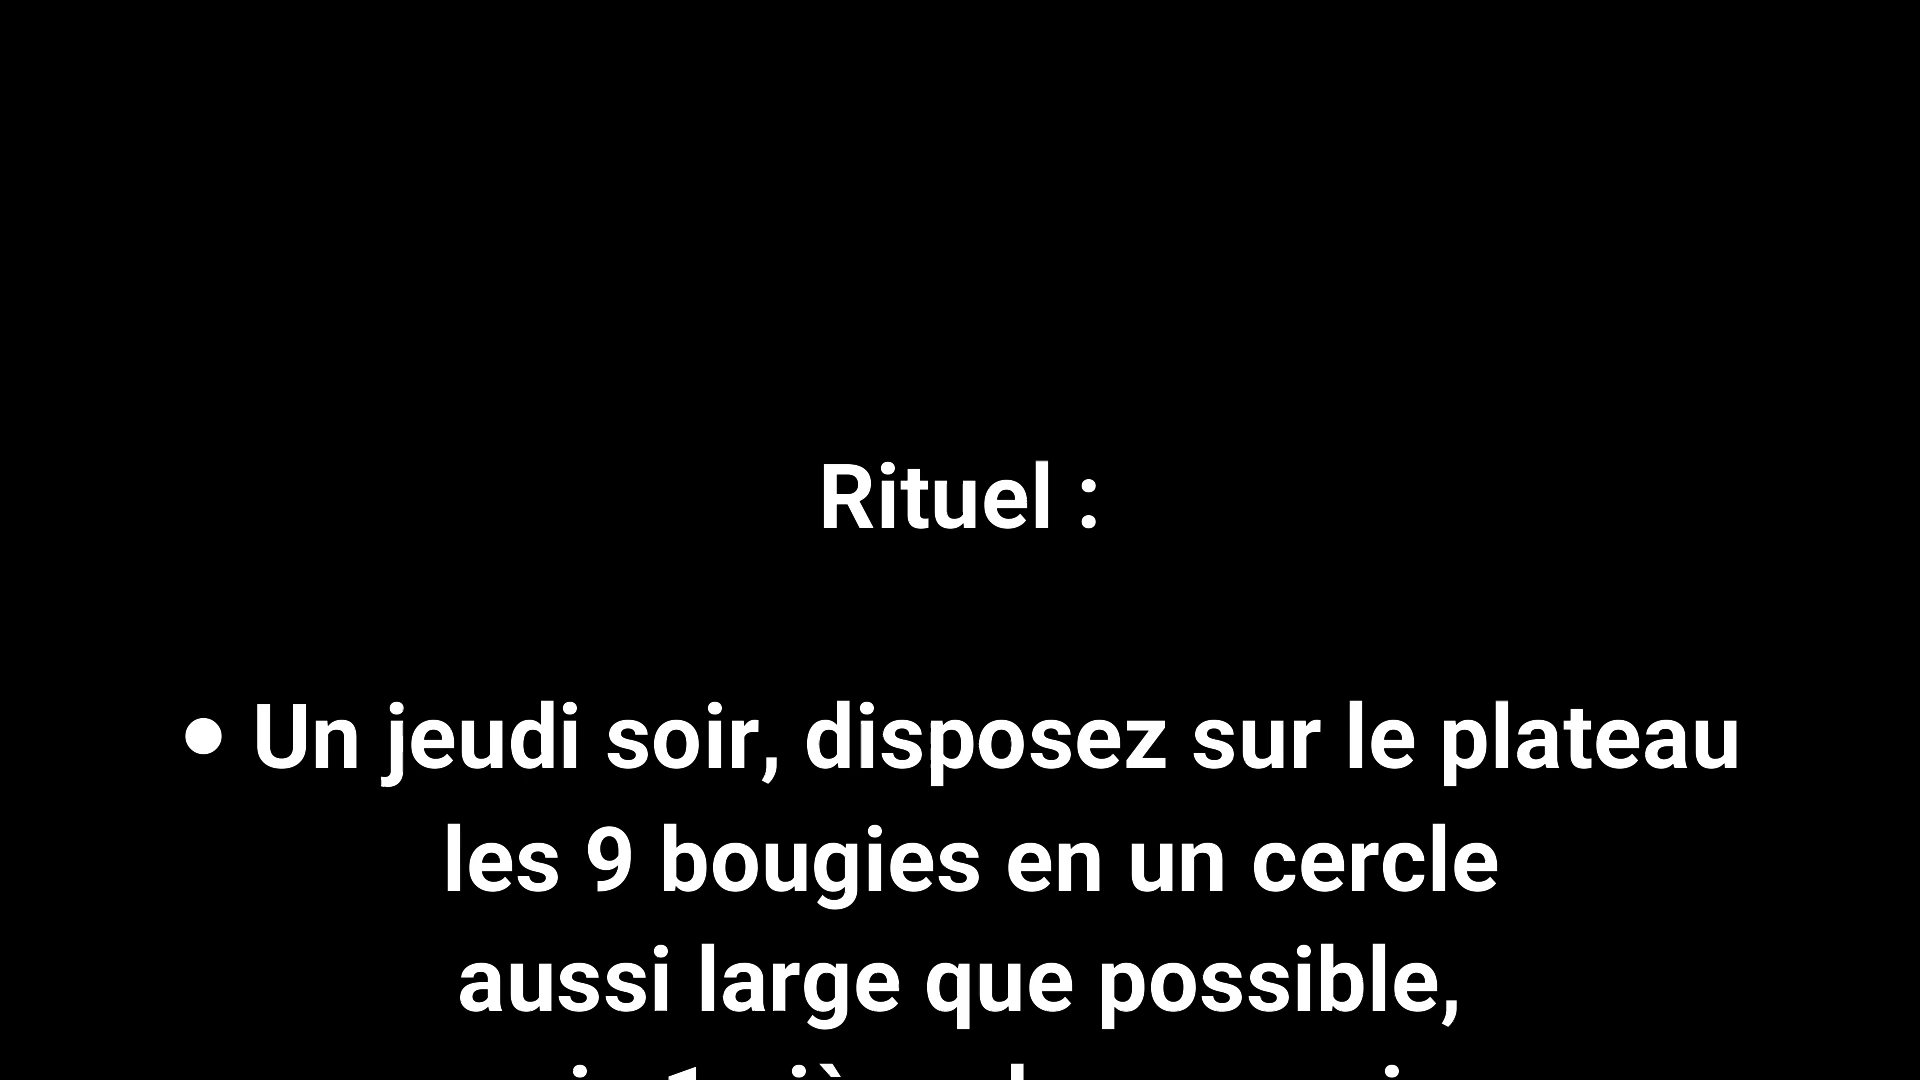 Rituel :
• Un jeudi soir, disposez sur le plateau
les 9 bougies en un cercle
aussi large que possible,